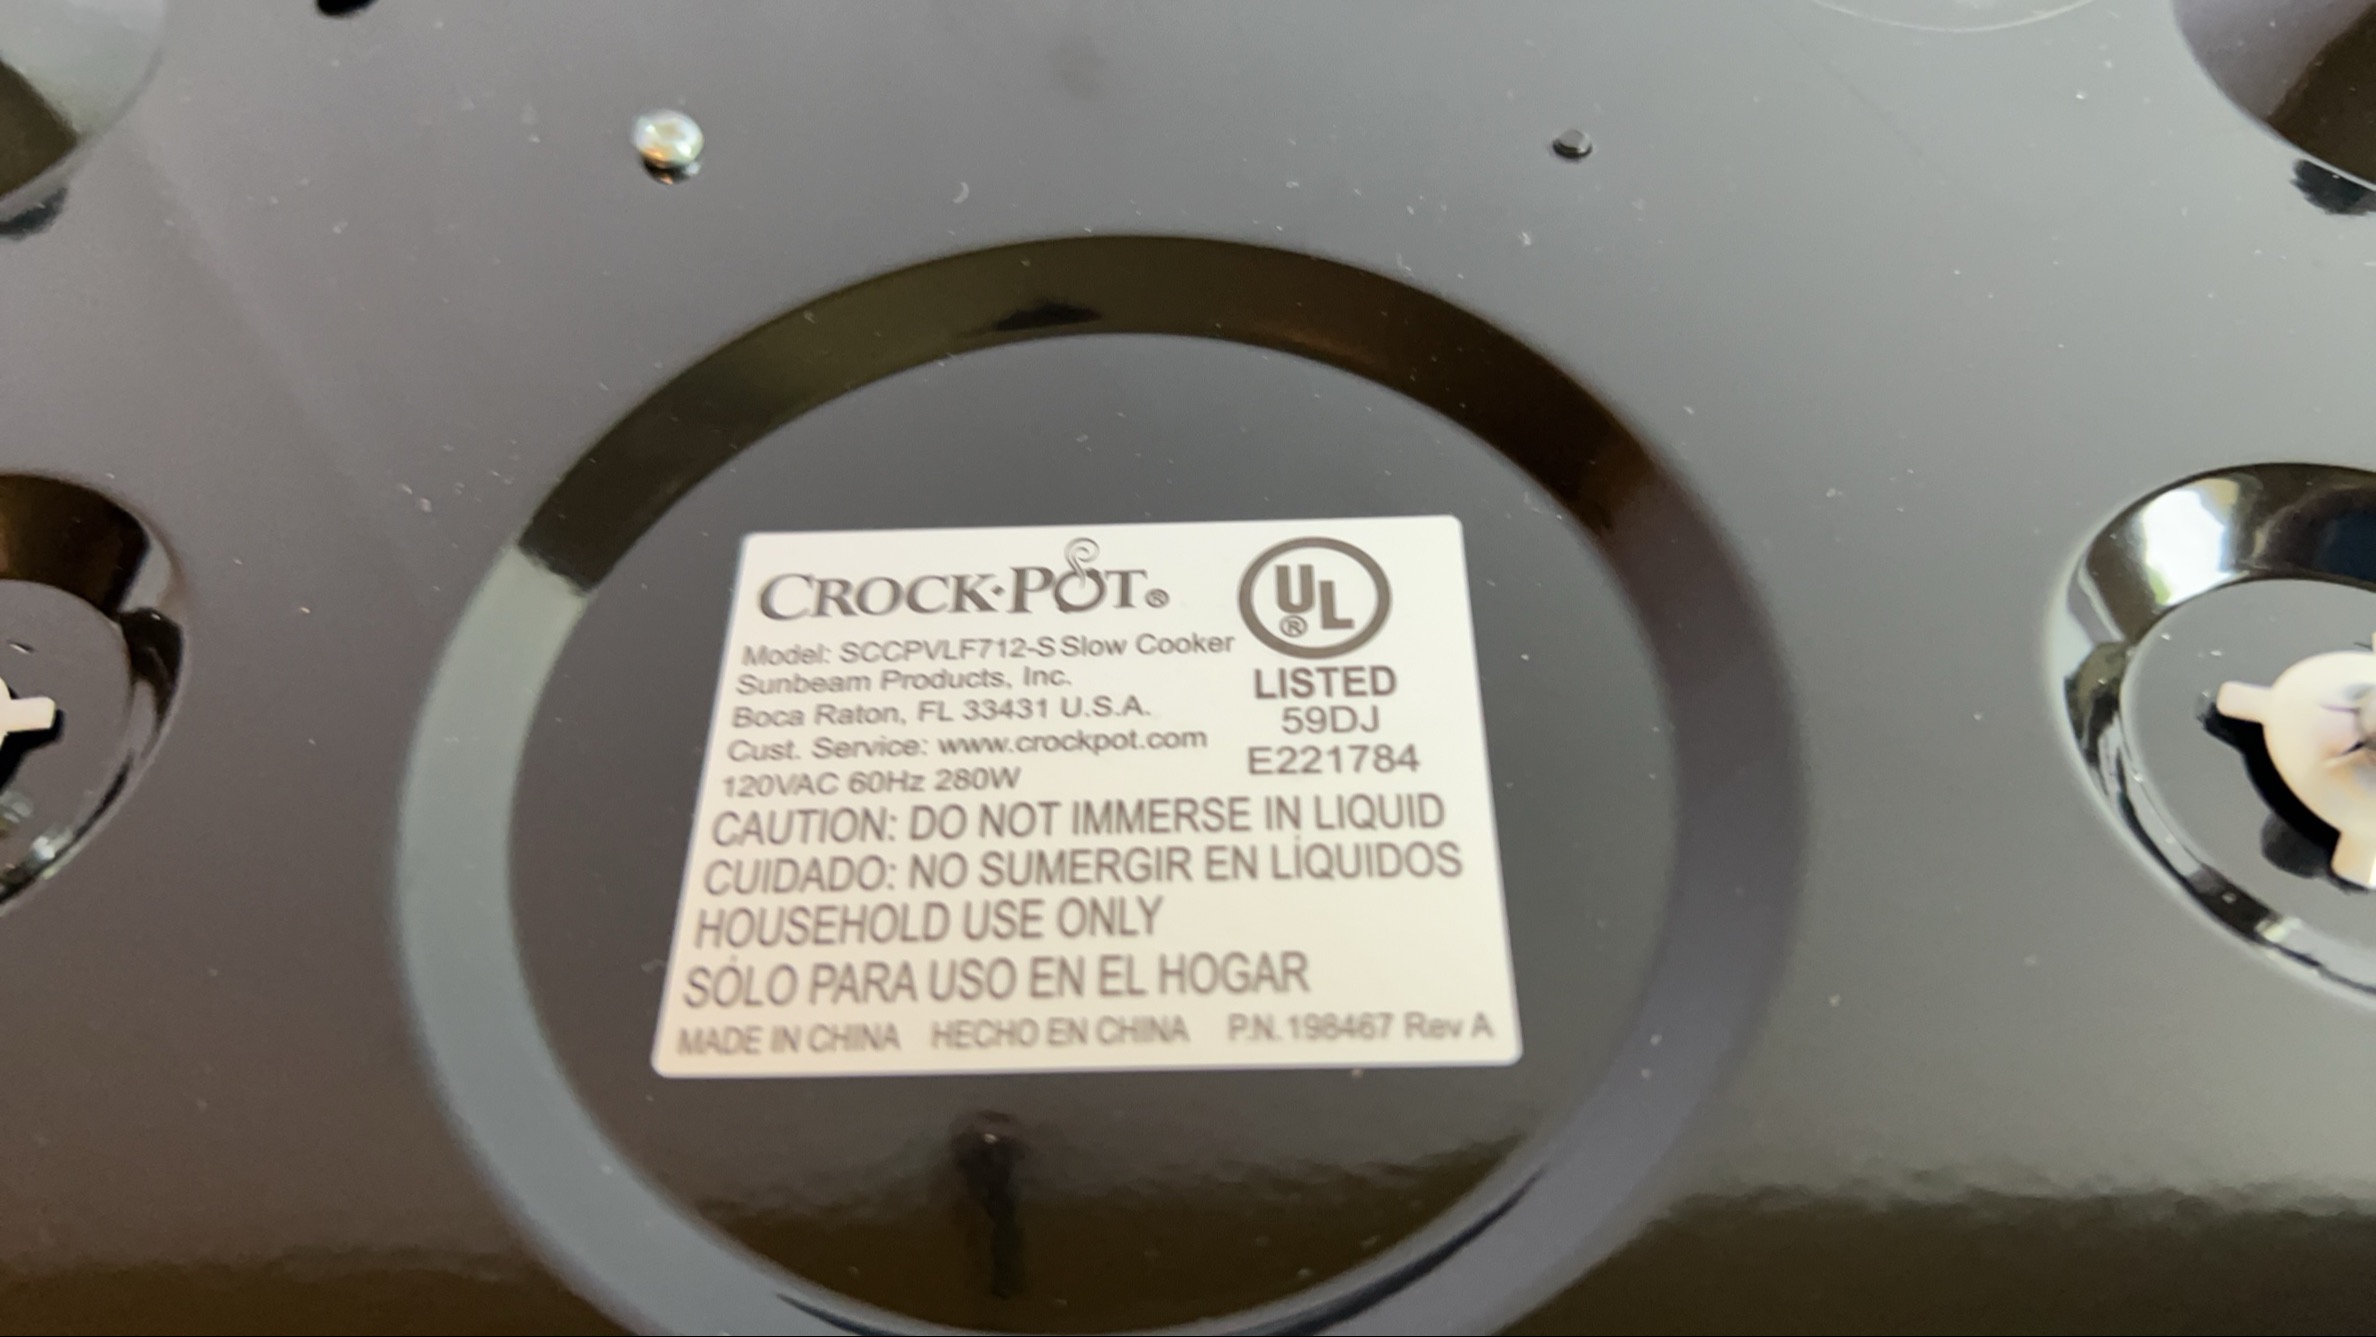 CROCK·POT®
Model: SCCPVLF712-S Slow Cooker
Sunbeam Products, Inc.
Boca Raton, FL 33431 U.S.A.
Cust. Service: www.crockpot.com
120VAC 60Hz 280W
UL®
LISTED
59DJ
E221784
CAUTION: DO NOT IMMERSE IN LIQUID
CUIDADO: NO SUMERGIR EN LÍQUIDOS
HOUSEHOLD USE ONLY
SÓLO PARA USO EN EL HOGAR
MADE IN CHINA HECHO EN CHINA P.N. 198467 Rev A